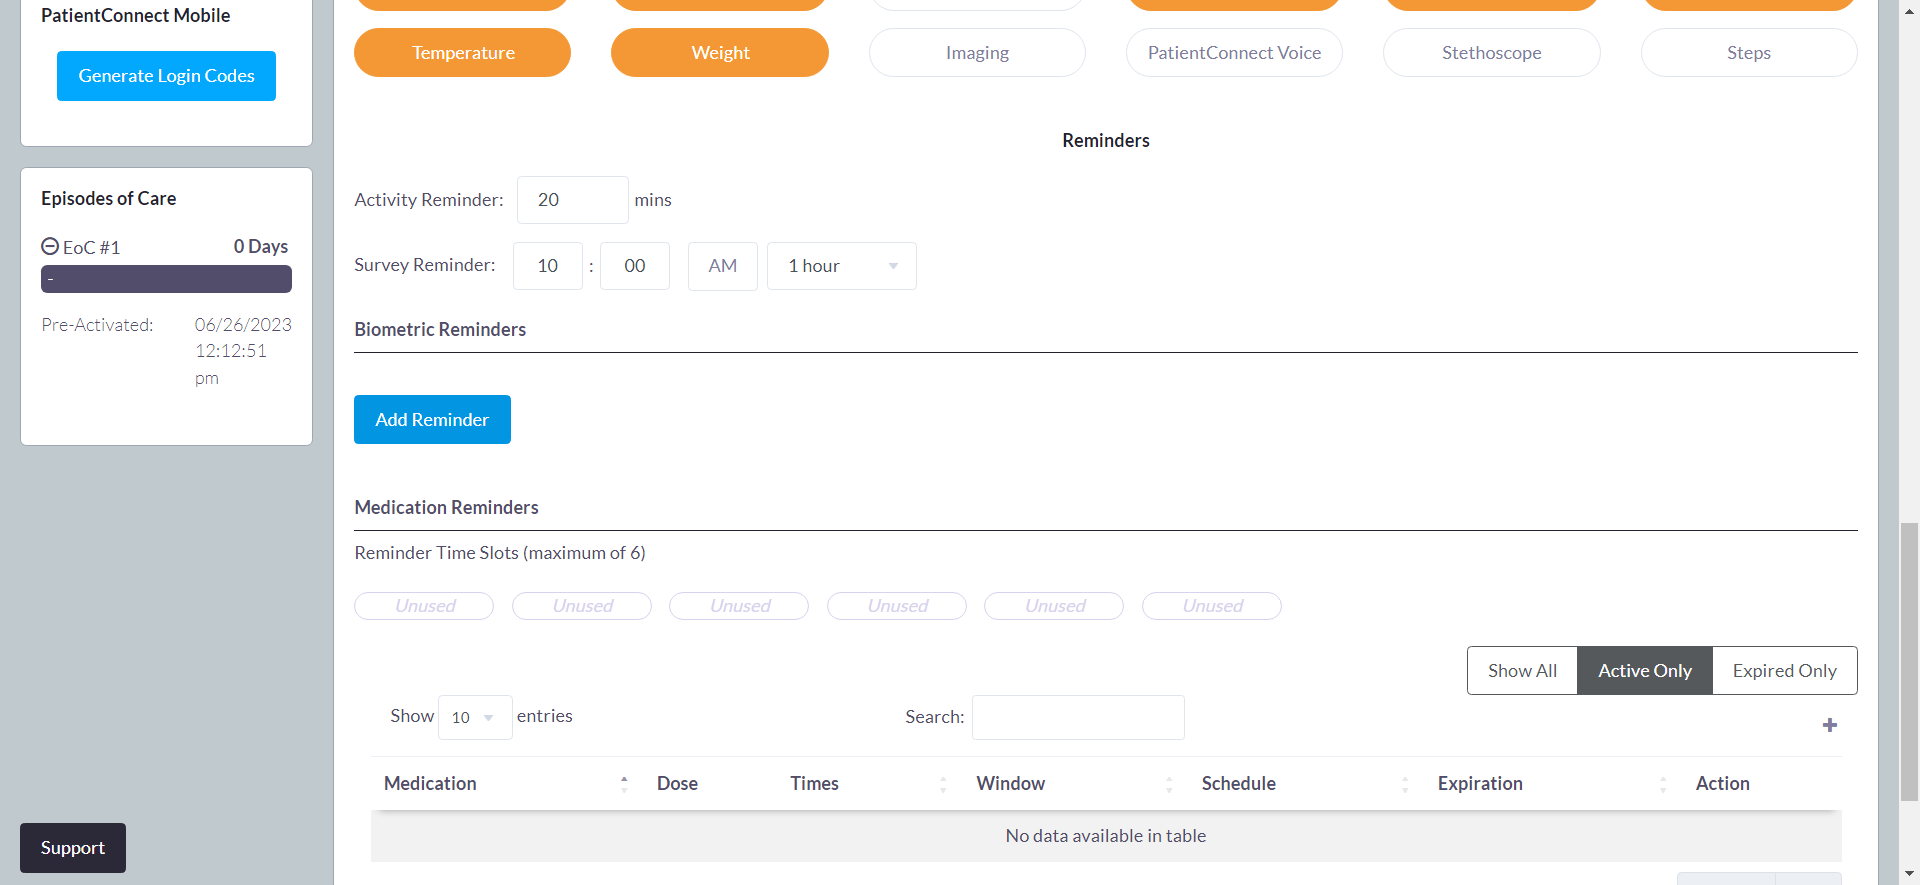 PatientConnect Mobile
Generate Login Codes
Episodes of Care
EoC #1 0 Days
-
Pre-Activated: 06/26/2023
12:12:51
pm
Support
Temperature Weight Imaging PatientConnect Voice Stethoscope Steps
Reminders
Activity Reminder: 20 mins
Survey Reminder: 10 : 00 AM 1 hour
Biometric Reminders
Add Reminder
Medication Reminders
Reminder Time Slots (maximum of 6)
Unused Unused Unused Unused Unused Unused
Show All Active Only Expired Only
Show 10 entries Search:
Medication Dose Times Window Schedule Expiration Action
No data available in table